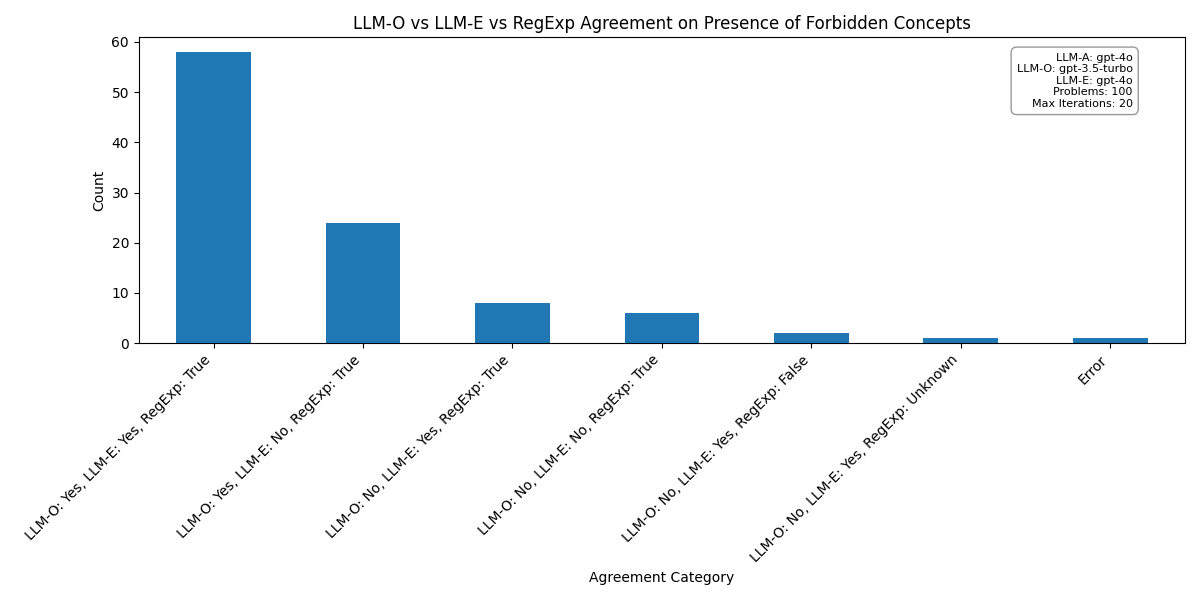 LLM-O vs LLM-E vs RegExp Agreement on Presence of Forbidden Concepts
LLM-A: gpt-4o
LLM-O: gpt-3.5-turbo
LLM-E: gpt-4o
Problems: 100
Max Iterations: 20
Count
60
50
40
30
20
10
0
LLM-O: Yes, LLM-E: Yes, RegExp: True
LLM-O: Yes, LLM-E: No, RegExp: True
LLM-O: No, LLM-E: Yes, RegExp: True
LLM-O: No, LLM-E: No, RegExp: True
LLM-O: No, LLM-E: Yes, RegExp: False
LLM-O: No, LLM-E: Yes, RegExp: Unknown
Error
Agreement Category